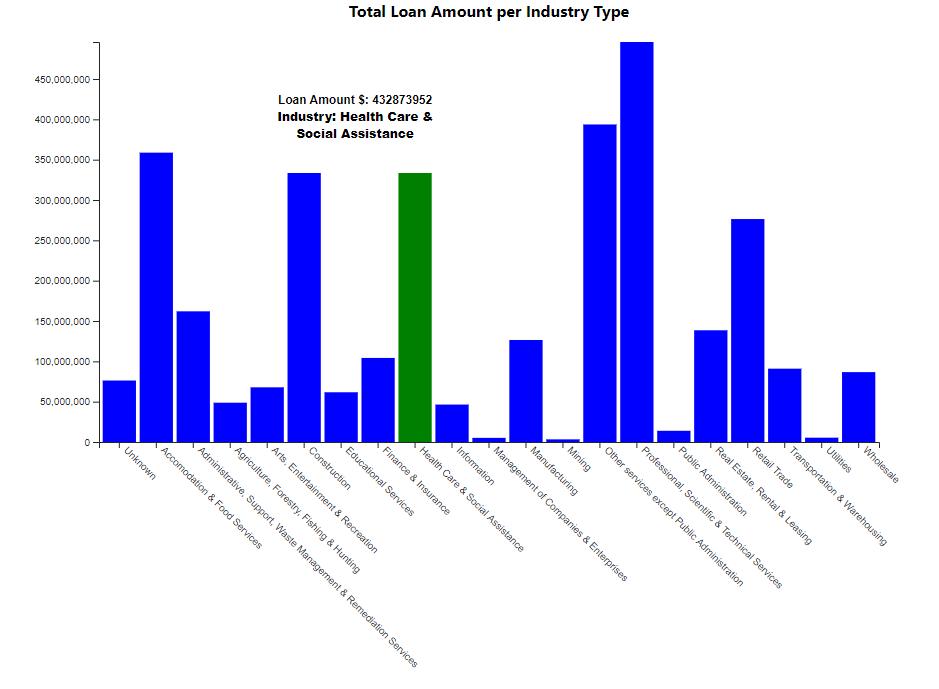 Total Loan Amount per Industry Type
450,000,000
400,000,000
350,000,000
300,000,000
250,000,000
200,000,000
150,000,000
100,000,000
50,000,000
0
Loan Amount $: 432873952
Industry: Health Care &
Social Assistance
Unknown
Accomodation & Food Services
Administrative, Support, Waste Management & Remediation Services
Agriculture, Forestry, Fishing & Hunting
Arts, Entertainment & Recreation
Construction
Educational Services
Finance & Insurance
Health Care & Social Assistance
Information
Management of Companies & Enterprises
Manufacturing
Mining
Other services except Public Administration
Professional, Scientific & Technical Services
Public Administration
Real Estate, Rental & Leasing
Retail Trade
Transportation & Warehousing
Utilities
Wholesale